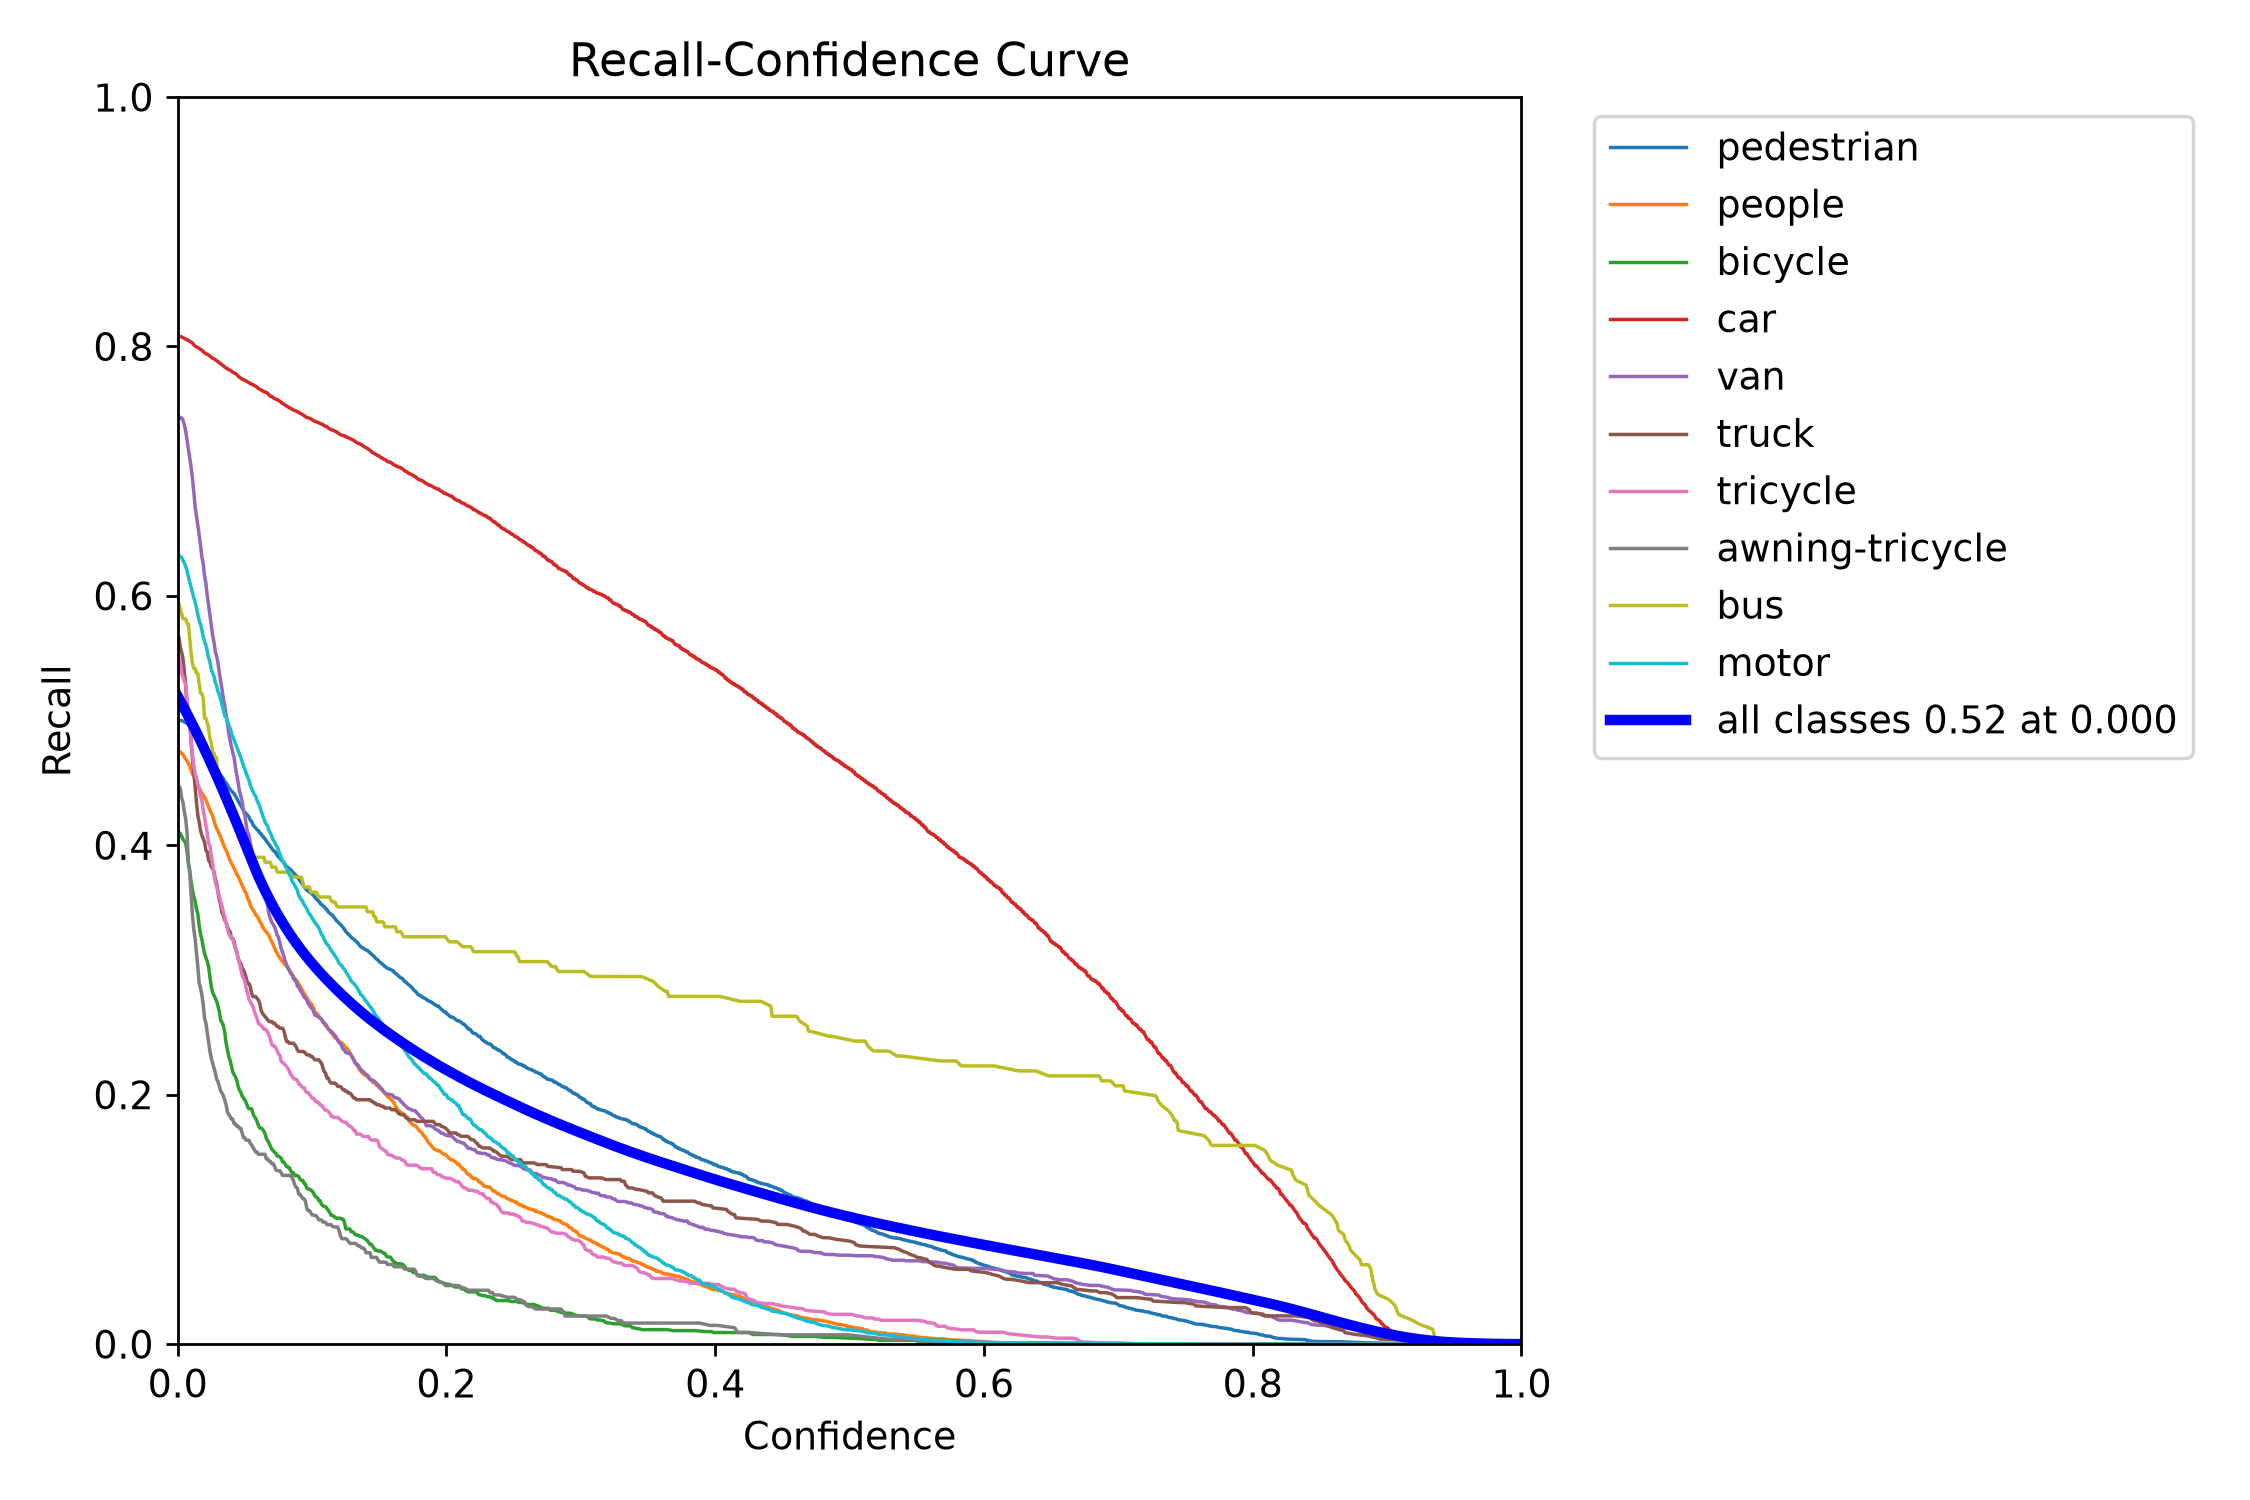 Recall-Confidence Curve
1.0
0.8
0.6
0.4
0.2
0.0
Recall
0.0 0.2 0.4 0.6 0.8 1.0
Confidence
pedestrian
people
bicycle
car
van
truck
tricycle
awning-tricycle
bus
motor
all classes 0.52 at 0.000